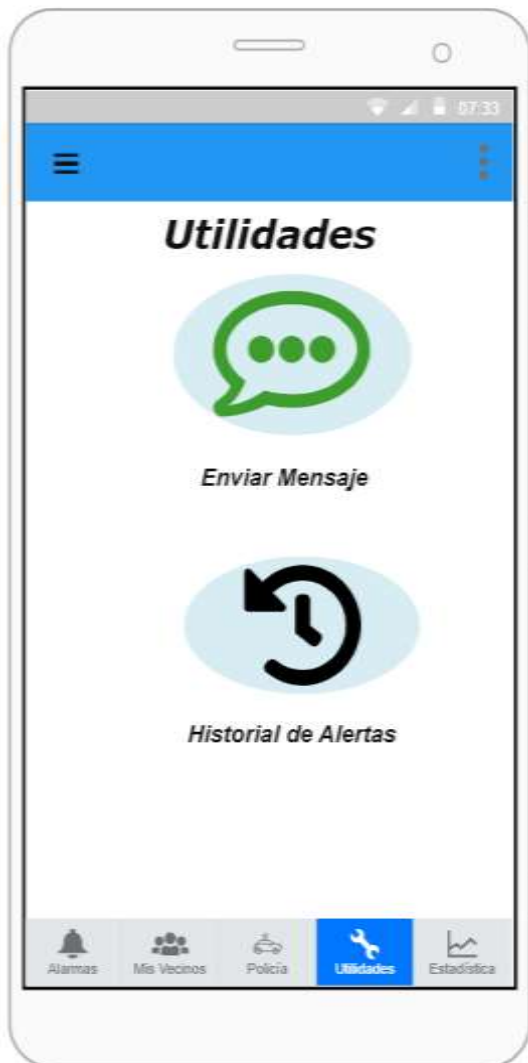 07:33
Utilidades
Enviar Mensaje
Historial de Alertas
Alarmas Mis Vecinos Policía Utilidades Estadística